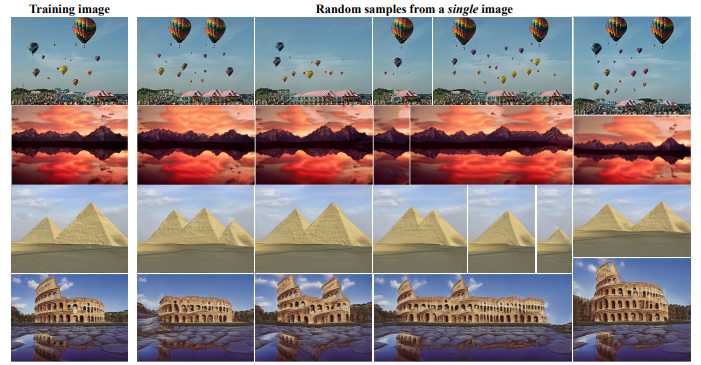 Training image
Random samples from a single image